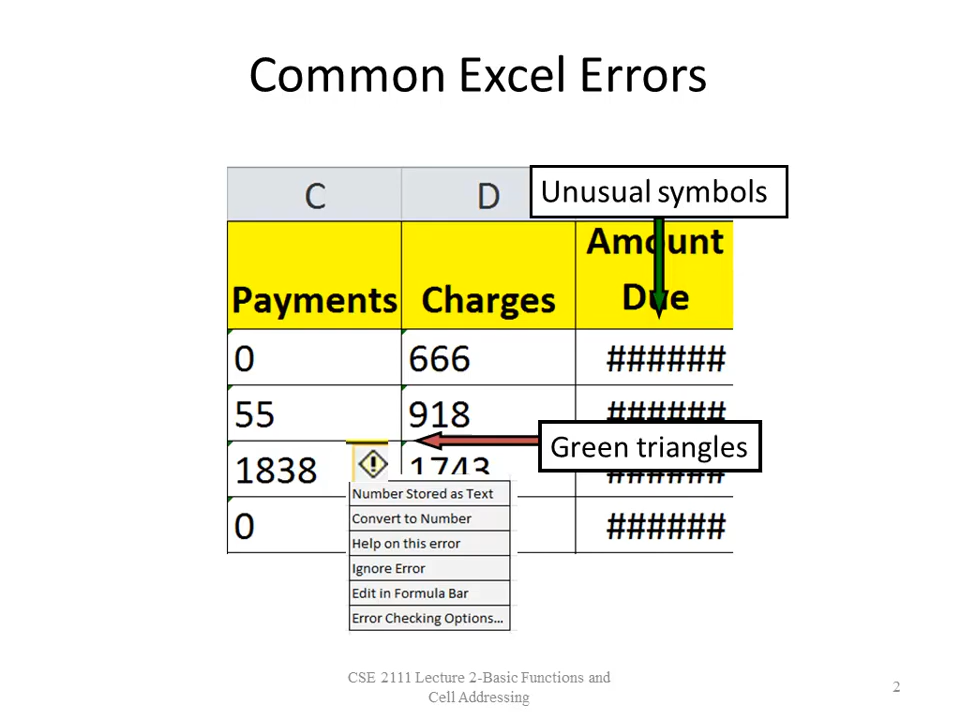 Common Excel Errors
C D Unusual symbols
Amount
Payments Charges Due
0 666 ######
55 918 ######
Green triangles
1838 1743 ######
Number Stored as Text
Convert to Number
0 ######
Help on this error
Ignore Error
Edit in Formula Bar
Error Checking Options...
CSE 2111 Lecture 2-Basic Functions and
Cell Addressing
2